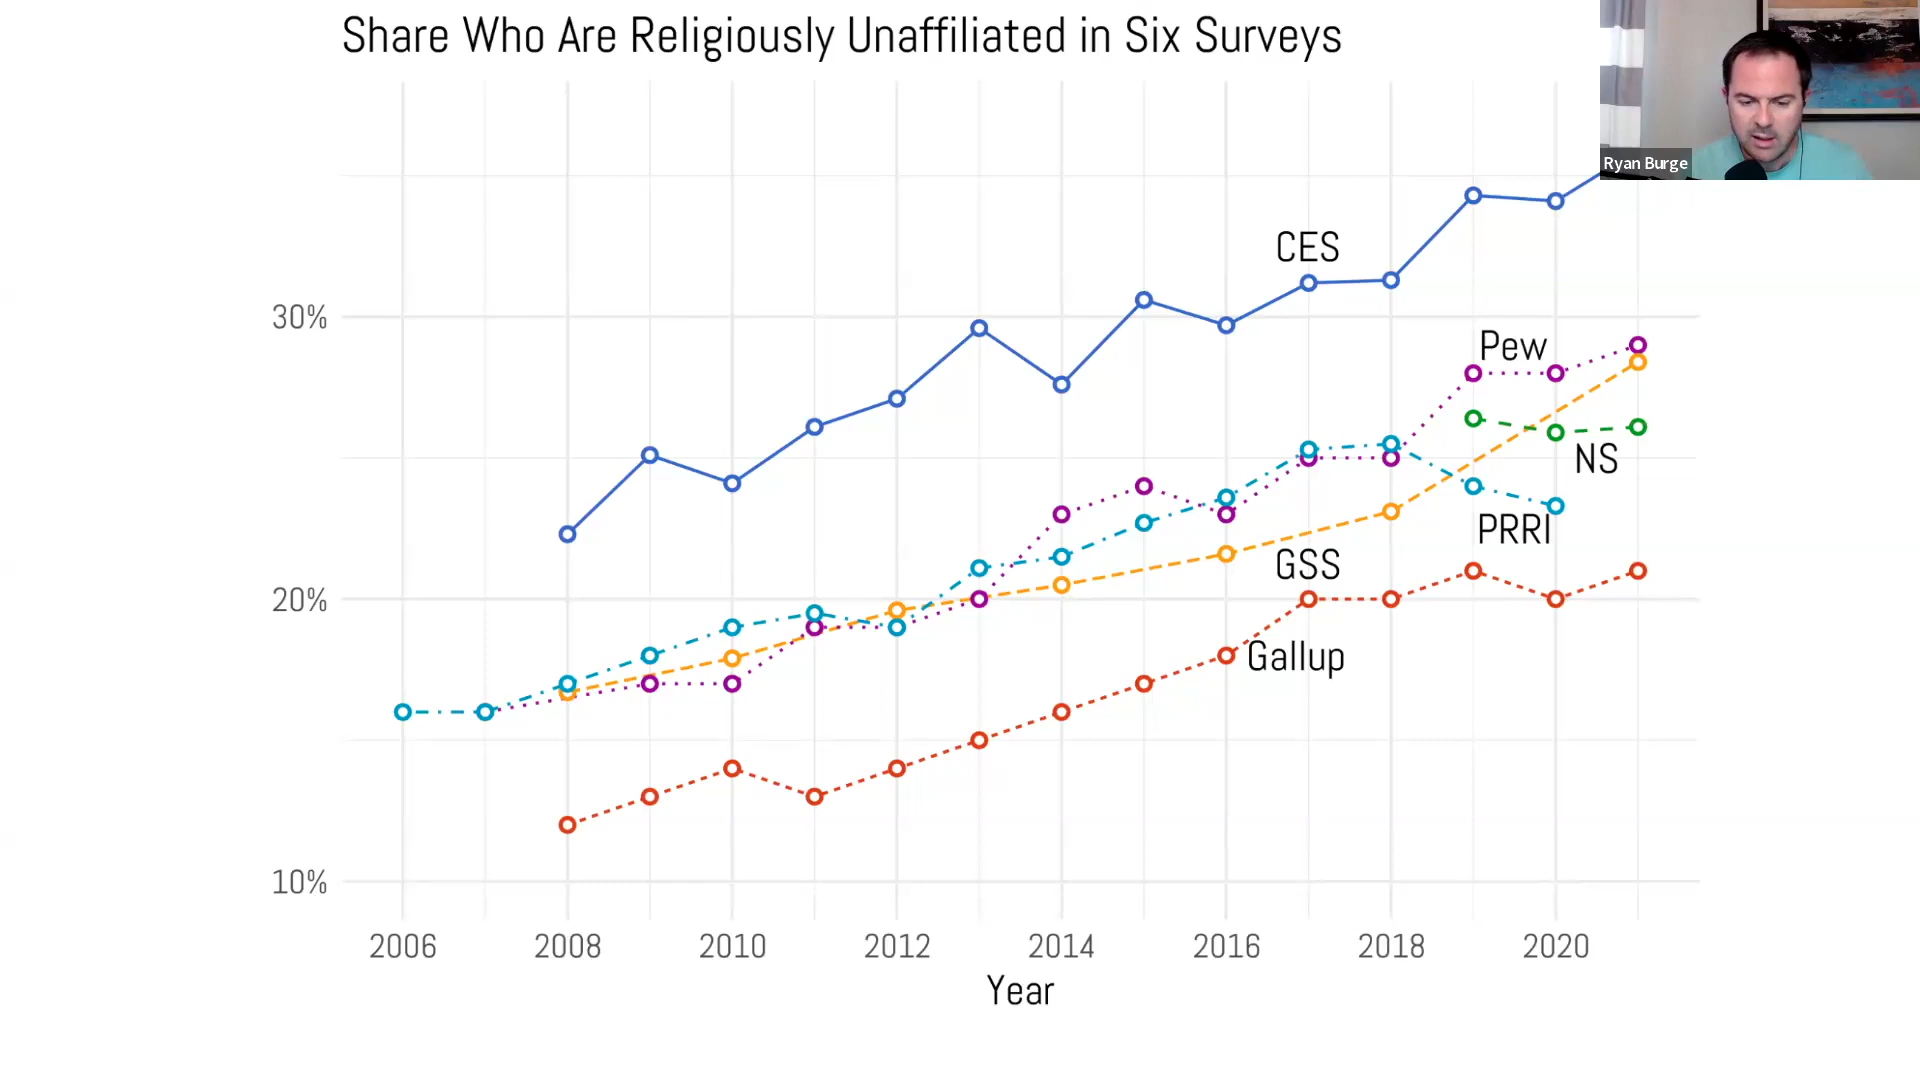 Share Who Are Religiously Unaffiliated in Six Surveys
Ryan Burge
CES
30%
Pew
NS
PRRI
GSS
20%
Gallup
10%
2006 2008 2010 2012 2014 2016 2018 2020
Year